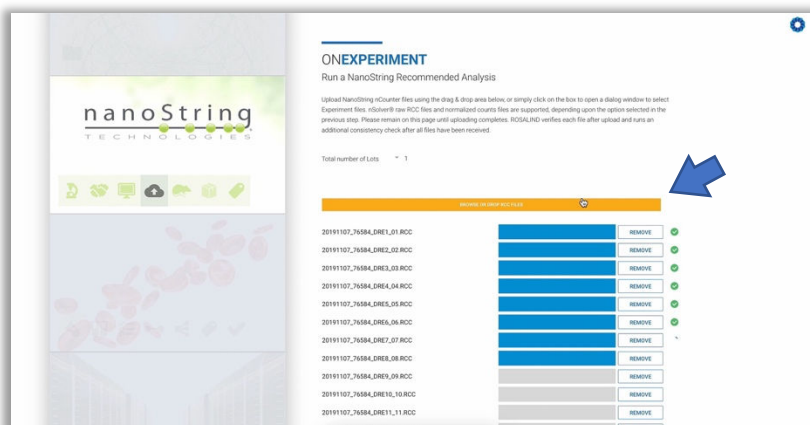 nanoString
TECHNOLOGIES
ONEXPERIMENT
Run a NanoString Recommended Analysis
Upload NanoString nCounter files using the drag & drop area below, or simply click on the box to open a dialog window to select
Experiment files. nSolver® raw RCC files and normalized counts files are supported, depending upon the option selected in the
previous step. Please remain on this page until uploading completes. ROSALIND verifies each file after upload and runs an
additional consistency check after all files have been received.
Total number of Lots * 1
BROWSE OR DROP RCC FILES
20191107_76584_DRE1_01.RCC REMOVE
20191107_76584_DRE2_02.RCC REMOVE
20191107_76584_DRE3_03.RCC REMOVE
20191107_76584_DRE4_04.RCC REMOVE
20191107_76584_DRE5_05.RCC REMOVE
20191107_76584_DRE6_06.RCC REMOVE
20191107_76584_DRE7_07.RCC REMOVE
20191107_76584_DRE8_08.RCC REMOVE
20191107_76584_DRE9_09.RCC REMOVE
20191107_76584_DRE10_10.RCC REMOVE
20191107_76584_DRE11_11.RCC REMOVE